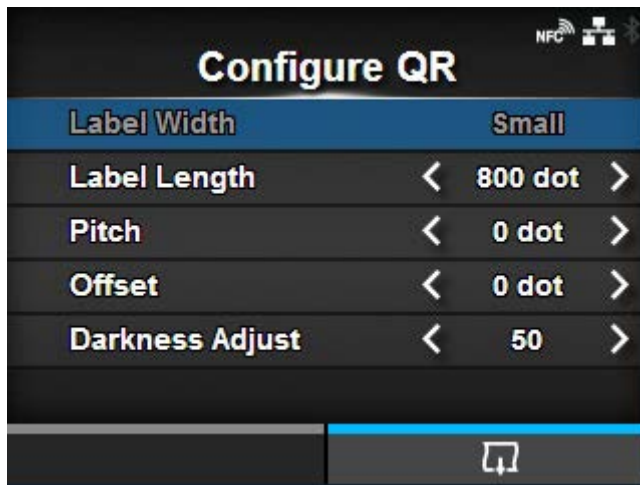 NFC
Configure QR
Label Width Small
Label Length 800 dot
Pitch 0 dot
Offset 0 dot
Darkness Adjust 50